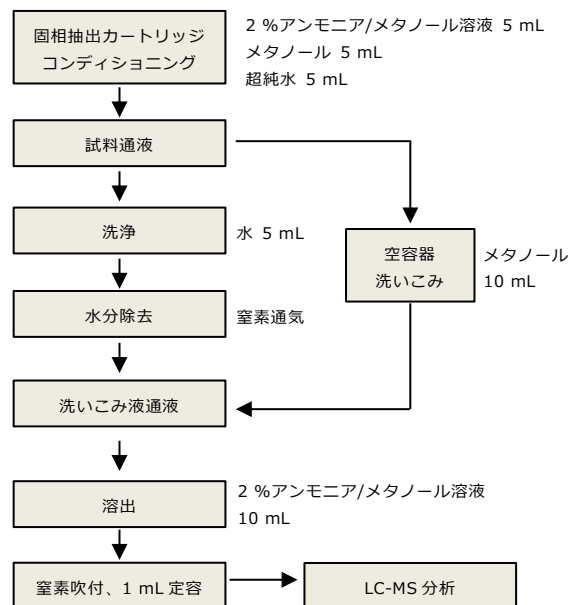 固相抽出カートリッジ
コンディショニング
2 %アンモニア/メタノール溶液 5 mL
メタノール 5 mL
超純水 5 mL
試料通液
洗浄
水 5 mL
空容器
洗いこみ
メタノール
10 mL
水分除去
窒素通気
洗いこみ液通液
溶出
2 %アンモニア/メタノール溶液
10 mL
窒素吹付、1 mL 定容
LC-MS 分析